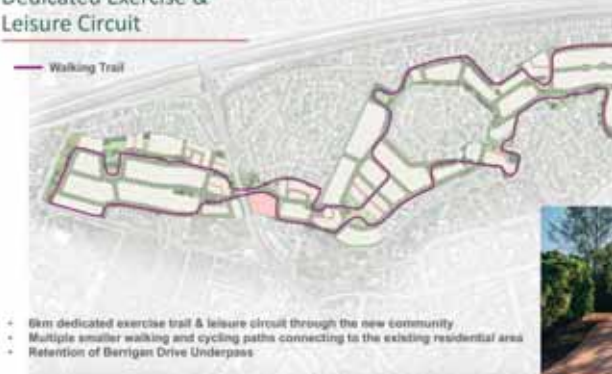 Dedicated Exercise &
Leisure Circuit
Walking Trail
• 6km dedicated exercise trail & leisure circuit through the new community
• Multiple smaller walking and cycling paths connecting to the existing residential area
• Retention of Berrigan Drive Underpass